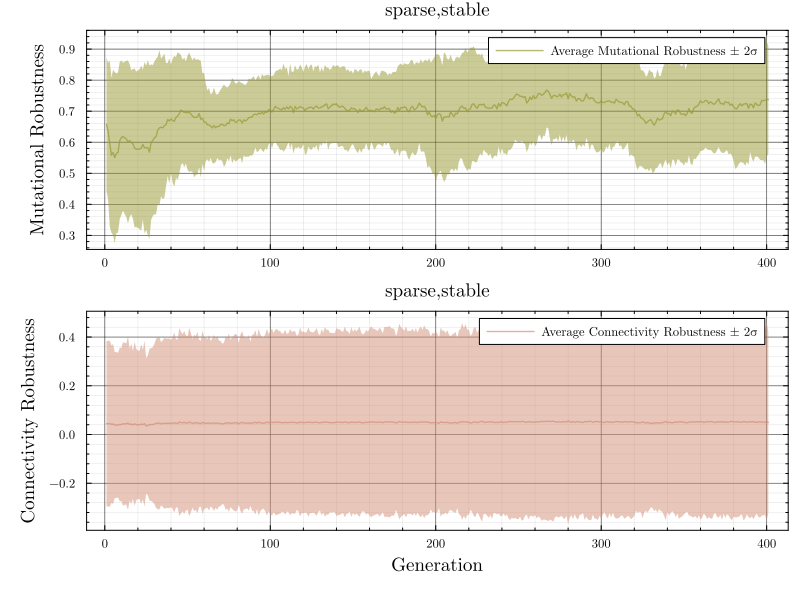 sparse,stable
Average Mutational Robustness ± 2σ
Mutational Robustness
0.9
0.8
0.7
0.6
0.5
0.4
0.3
0 100 200 300 400
sparse,stable
Average Connectivity Robustness ± 2σ
Connectivity Robustness
0.4
0.2
0.0
−0.2
0 100 200 300 400
Generation